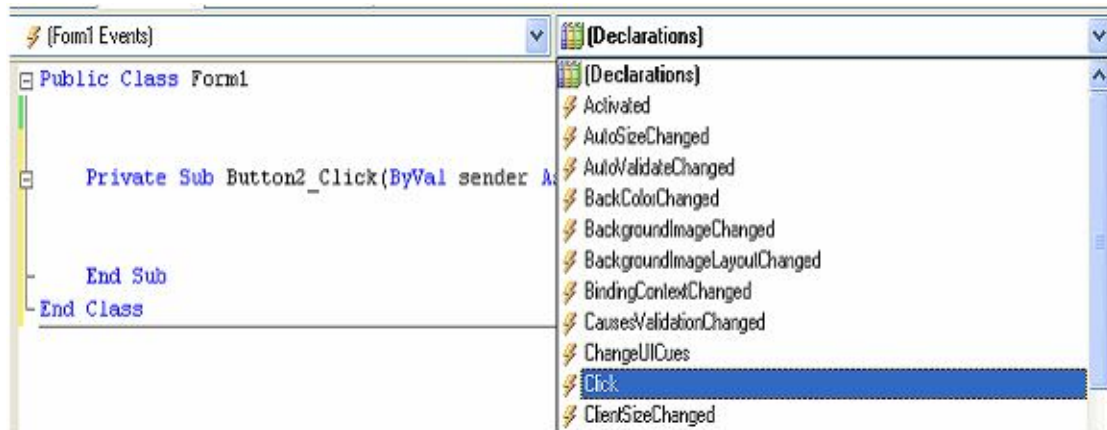 (Form1 Events)
(Declarations)
Public Class Form1
Private Sub Button2_Click(ByVal sender
End Sub
End Class
(Declarations)
Activated
AutoSizeChanged
AutoValidateChanged
BackColorChanged
BackgroundImageChanged
BackgroundImageLayoutChanged
BindingContextChanged
CausesValidationChanged
ChangeUICues
Click
ClientSizeChanged